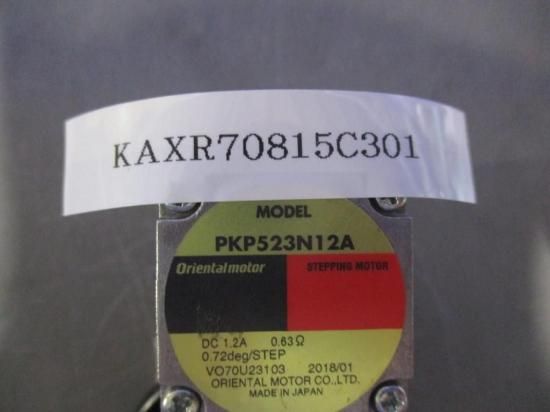 KAXR70815C301
MODEL
PKP523N12A
Orientalmotor STEPPING MOTOR
DC 1.2A 0.63Ω
0.72deg/STEP
VO70U23103 2018/01
ORIENTAL MOTOR CO.,LTD.
MADE IN JAPAN